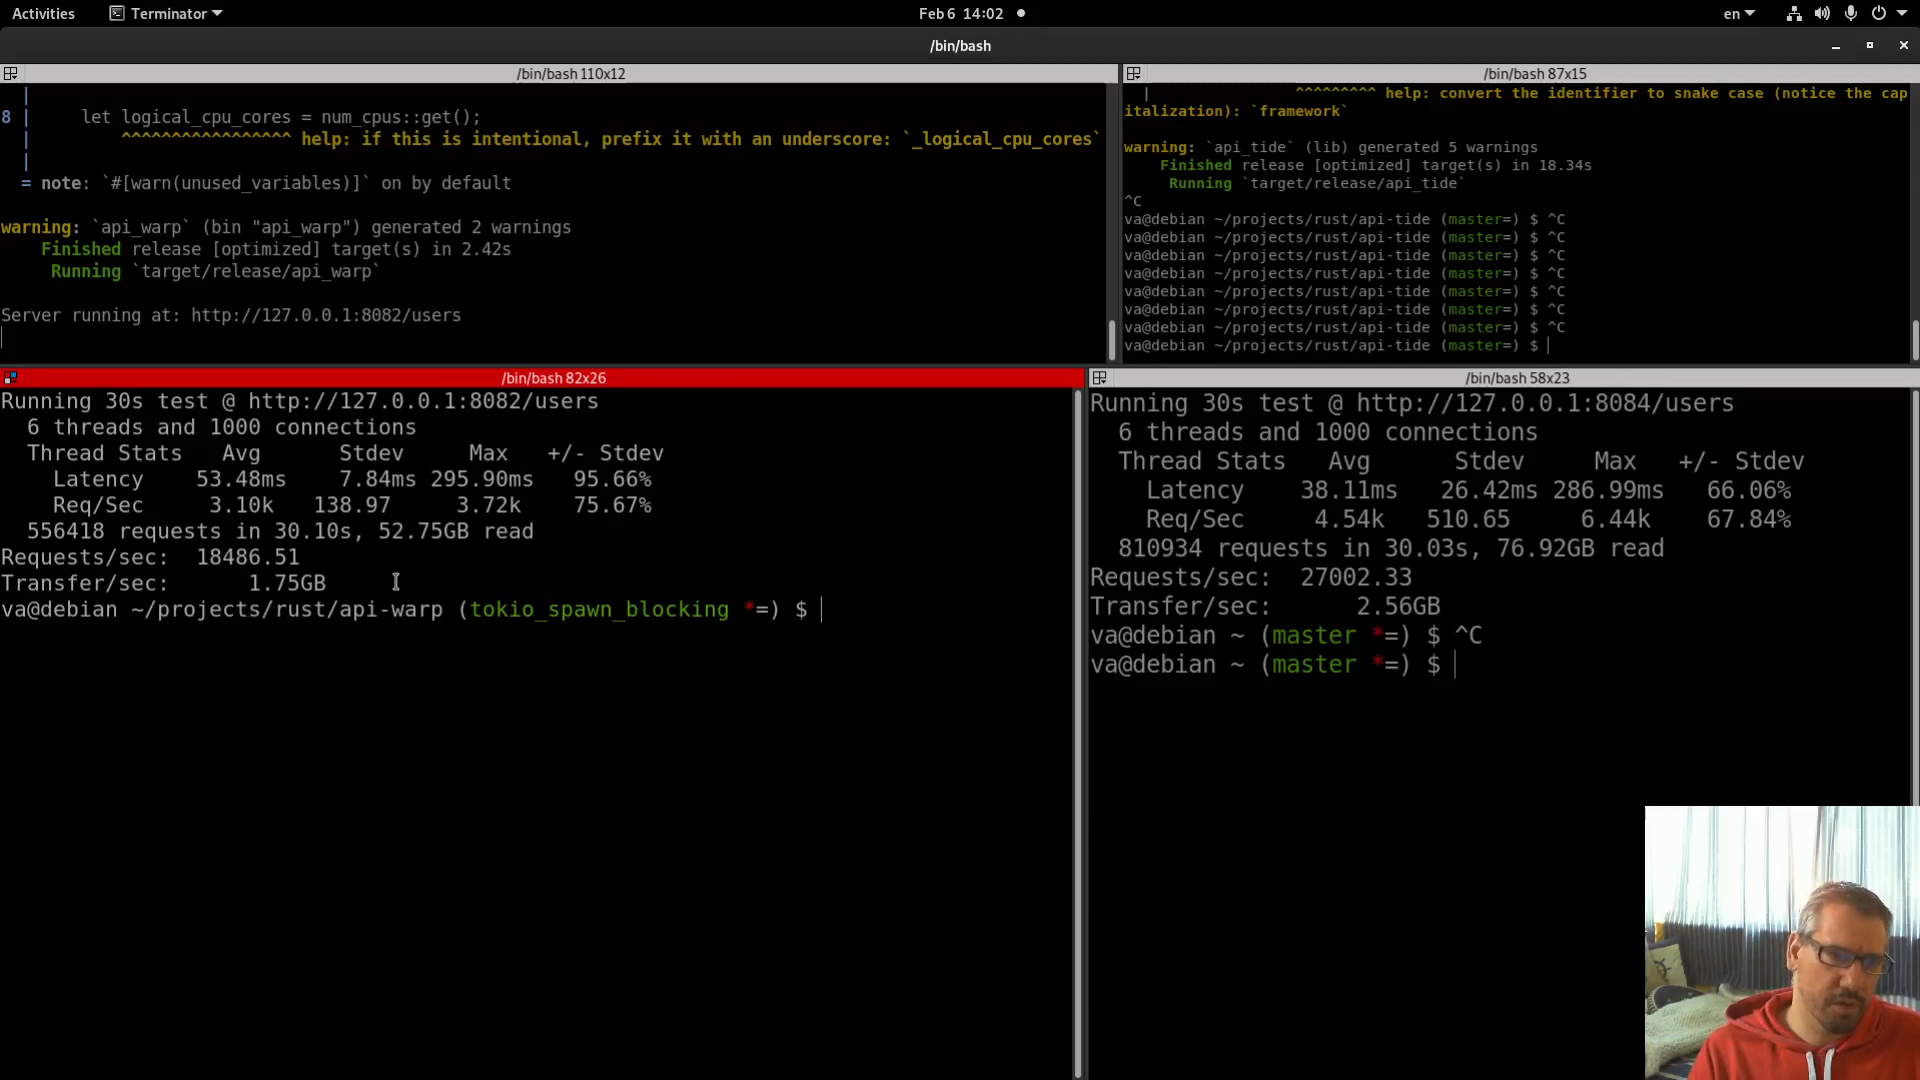 Activities
Terminator
Feb 6 14:02
en
/bin/bash
/bin/bash 110x12
8 | let logical_cpu_cores = num_cpus::get();
| ^^^^^^^^^^^^^^^^^ help: if this is intentional, prefix it with an underscore: `_logical_cpu_cores`
|
= note: `#[warn(unused_variables)]` on by default
warning: `api_warp` (bin "api_warp") generated 2 warnings
Finished release [optimized] target(s) in 2.42s
Running `target/release/api_warp`
Server running at: http://127.0.0.1:8082/users
/bin/bash 87x15
| ^^^^^^^^^ help: convert the identifier to snake case (notice the cap
italization): `framework`
warning: `api_tide` (lib) generated 5 warnings
Finished release [optimized] target(s) in 18.34s
Running `target/release/api_tide`
^C
va@debian ~/projects/rust/api-tide (master=) $ ^C
va@debian ~/projects/rust/api-tide (master=) $ ^C
va@debian ~/projects/rust/api-tide (master=) $ ^C
va@debian ~/projects/rust/api-tide (master=) $ ^C
va@debian ~/projects/rust/api-tide (master=) $ ^C
va@debian ~/projects/rust/api-tide (master=) $ ^C
va@debian ~/projects/rust/api-tide (master=) $ ^C
va@debian ~/projects/rust/api-tide (master=) $
/bin/bash 82x26
Running 30s test @ http://127.0.0.1:8082/users
6 threads and 1000 connections
Thread Stats Avg Stdev Max +/- Stdev
Latency 53.48ms 7.84ms 295.90ms 95.66%
Req/Sec 3.10k 138.97 3.72k 75.67%
556418 requests in 30.10s, 52.75GB read
Requests/sec: 18486.51
Transfer/sec: 1.75GB
va@debian ~/projects/rust/api-warp (tokio_spawn_blocking *=) $
/bin/bash 58x23
Running 30s test @ http://127.0.0.1:8084/users
6 threads and 1000 connections
Thread Stats Avg Stdev Max +/- Stdev
Latency 38.11ms 26.42ms 286.99ms 66.06%
Req/Sec 4.54k 510.65 6.44k 67.84%
810934 requests in 30.03s, 76.92GB read
Requests/sec: 27002.33
Transfer/sec: 2.56GB
va@debian ~ (master *=) $ ^C
va@debian ~ (master *=) $